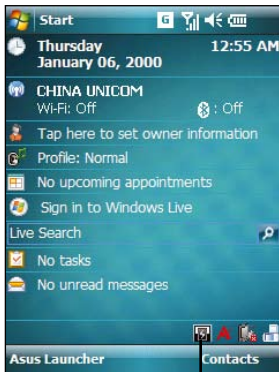 Start
G
Thursday 12:55 AM
January 06, 2000
CHINA UNICOM
Wi-Fi: Off : Off
Tap here to set owner information
Profile: Normal
No upcoming appointments
Sign in to Windows Live
Live Search
No tasks
No unread messages
Asus Launcher Contacts